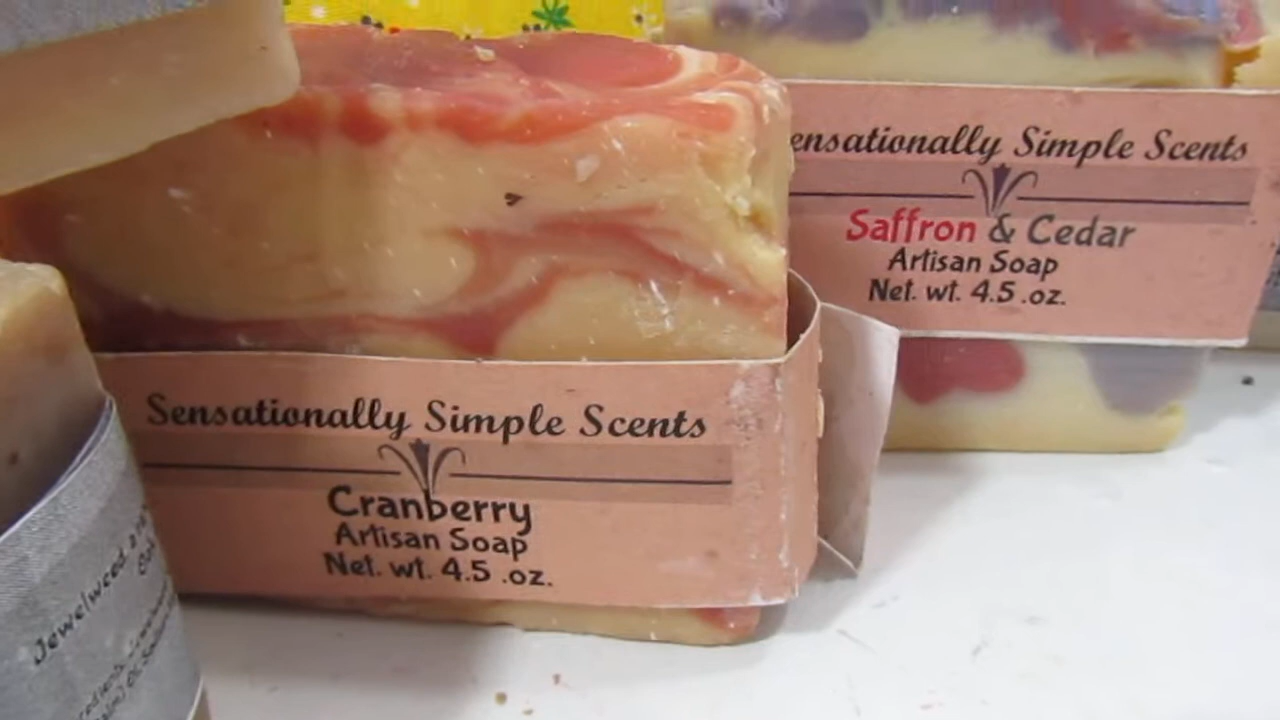 Sensationally Simple Scents
Cranberry
Artisan Soap
Net. wt. 4.5 .oz.
ensationally Simple Scents
Saffron & Cedar
Artisan Soap
Net. wt. 4.5 .oz.
Jewelweed